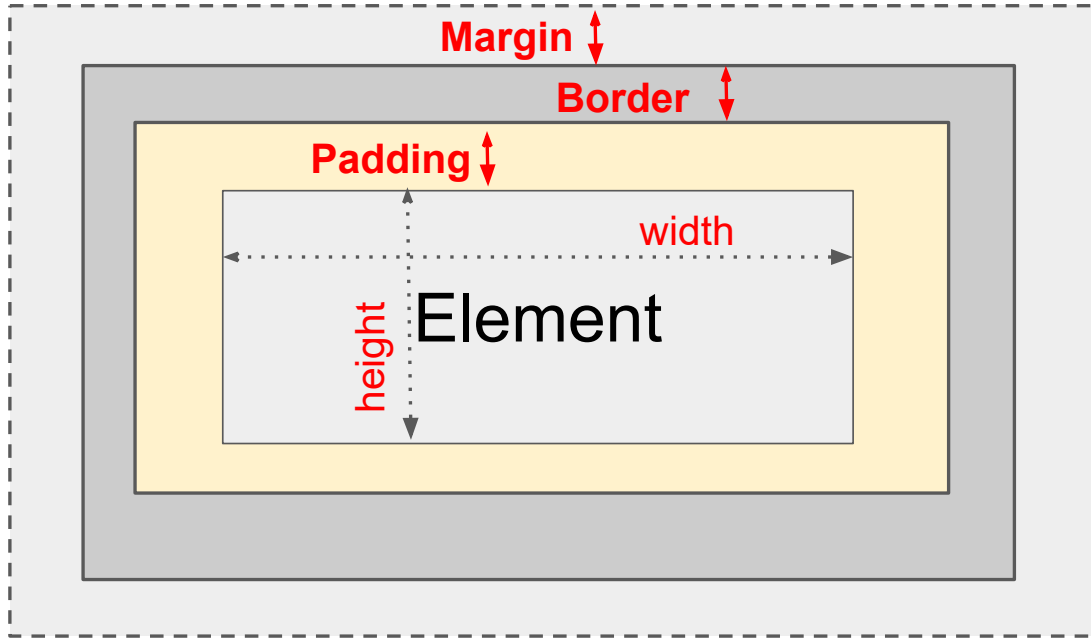 Margin
Border
Padding
width
Element
height